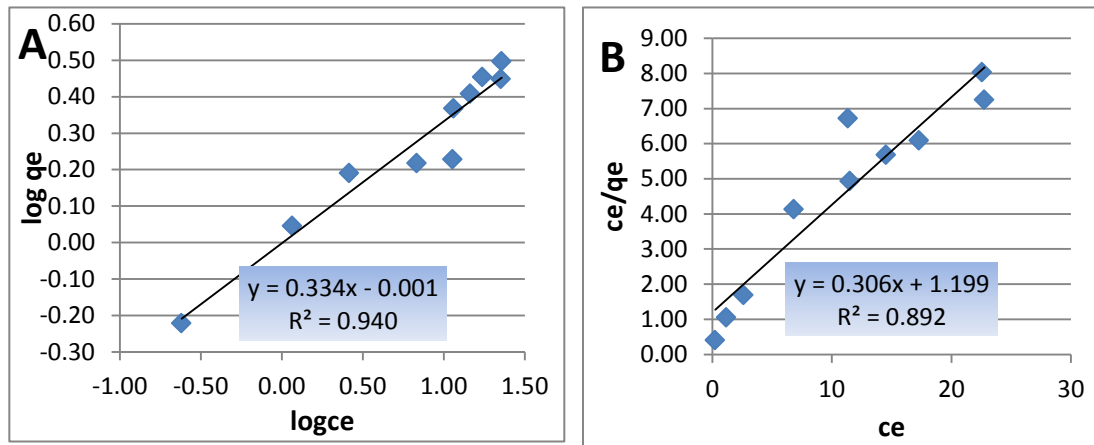 A
log qe
0.60
0.50
0.40
0.30
0.20
0.10
0.00
-0.10
-0.20
-0.30
y = 0.334x - 0.001
R² = 0.940
-1.00 -0.50 0.00 0.50 1.00 1.50
logce
B
ce/qe
9.00
8.00
7.00
6.00
5.00
4.00
3.00
2.00
1.00
0.00
y = 0.306x + 1.199
R² = 0.892
0 10 20 30
ce